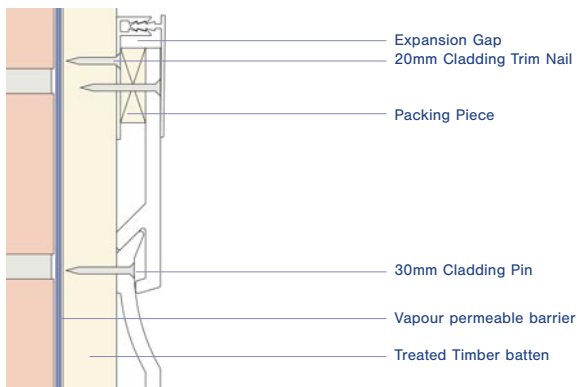 Expansion Gap
20mm Cladding Trim Nail
Packing Piece
30mm Cladding Pin
Vapour permeable barrier
Treated Timber batten